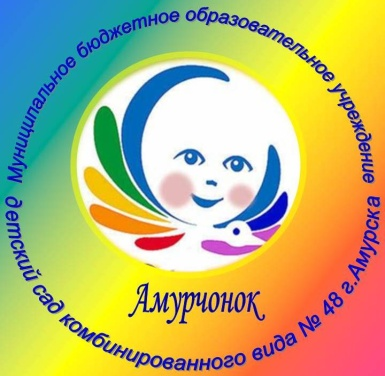 Муниципальное бюджетное образовательное учреждение
детский сад комбинированного вида № 48 г.Амурска
Амурчонок